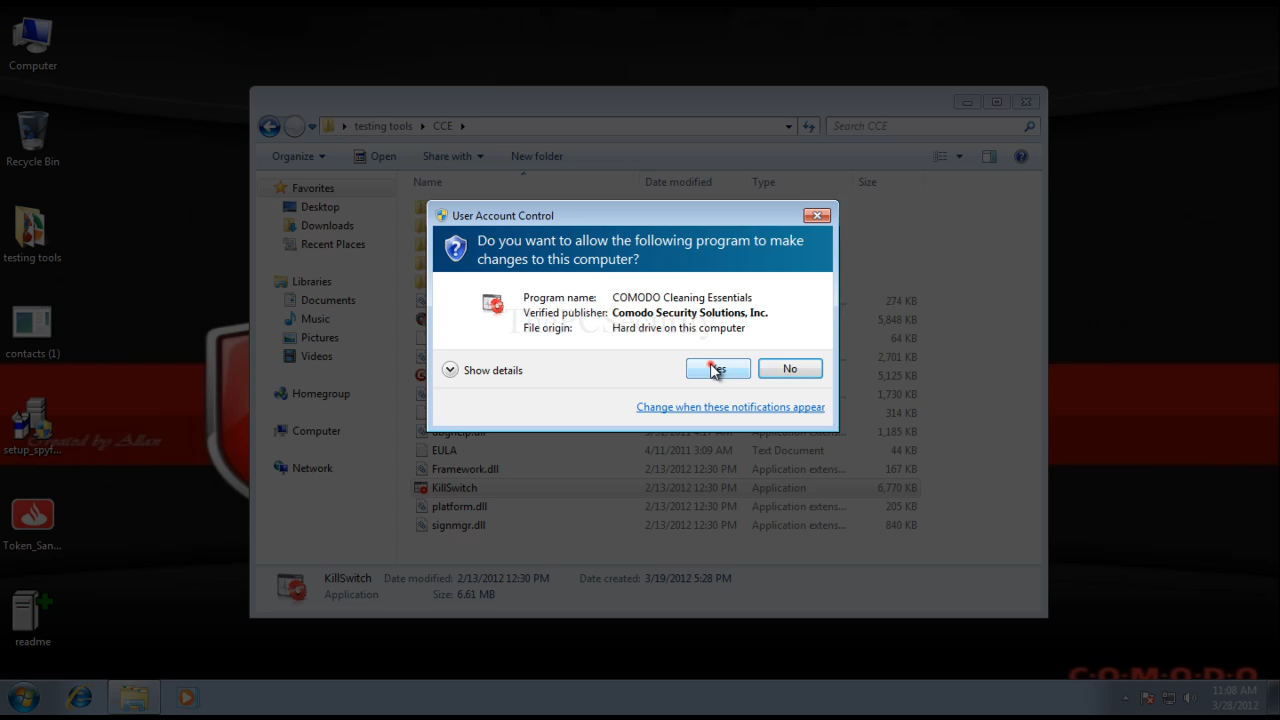 Computer
Recycle Bin
testing tools
contacts (1)
setup_spyf...
Token_San...
readme
Created by Allan
testing tools
CCE
Search CCE
Organize
Open
Share with
New folder
Name
Date modified
Type
Size
Favorites
Desktop
Downloads
Recent Places
Libraries
Documents
Music
Pictures
Videos
Homegroup
Computer
Network
User Account Control
Do you want to allow the following program to make
changes to this computer?
Program name: COMODO Cleaning Essentials
Verified publisher: Comodo Security Solutions, Inc.
File origin: Hard drive on this computer
Show details
No
Change when these notifications appear
274 KB
5,848 KB
64 KB
2,701 KB
5,125 KB
1,730 KB
314 KB
1,185 KB
EULA 4/11/2011 3:09 AM Text Document 44 KB
Framework.dll 2/13/2012 12:30 PM Application extens... 167 KB
KillSwitch 2/13/2012 12:30 PM Application 6,770 KB
platform.dll 2/13/2012 12:30 PM Application extens... 205 KB
signmgr.dll 2/13/2012 12:30 PM Application extens... 840 KB
KillSwitch Date modified: 2/13/2012 12:30 PM Date created: 3/19/2012 5:28 PM
Application Size: 6.61 MB
C·O·M·O·D·O
11:08 AM
3/28/2012